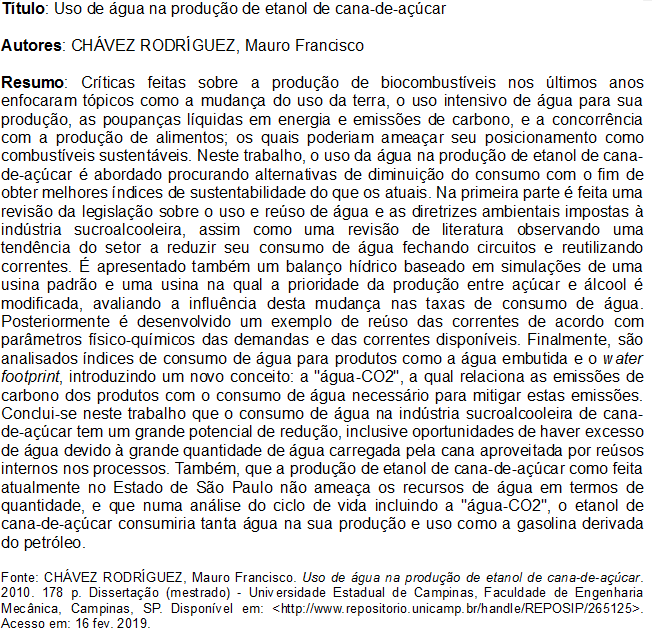 Título: Uso de água na produção de etanol de cana-de-açúcar
Autores: CHÁVEZ RODRÍGUEZ, Mauro Francisco
Resumo: Críticas feitas sobre a produção de biocombustíveis nos últimos anos
enfocaram tópicos como a mudança do uso da terra, o uso intensivo de água para sua
produção, as poupanças líquidas em energia e emissões de carbono, e a concorrência
com a produção de alimentos; os quais poderiam ameaçar seu posicionamento como
combustíveis sustentáveis. Neste trabalho, o uso da água na produção de etanol de cana-
de-açúcar é abordado procurando alternativas de diminuição do consumo com o fim de
obter melhores índices de sustentabilidade do que os atuais. Na primeira parte é feita uma
revisão da legislação sobre o uso e reúso de água e as diretrizes ambientais impostas à
indústria sucroalcooleira, assim como uma revisão de literatura observando uma
tendência do setor a reduzir seu consumo de água fechando circuitos e reutilizando
correntes. É apresentado também um balanço hídrico baseado em simulações de uma
usina padrão e uma usina na qual a prioridade da produção entre açúcar e álcool é
modificada, avaliando a influência desta mudança nas taxas de consumo de água.
Posteriormente é desenvolvido um exemplo de reúso das correntes de acordo com
parâmetros físico-químicos das demandas e das correntes disponíveis. Finalmente, são
analisados índices de consumo de água para produtos como a água embutida e o water
footprint, introduzindo um novo conceito: a "água-CO2", a qual relaciona as emissões de
carbono dos produtos com o consumo de água necessário para mitigar estas emissões.
Conclui-se neste trabalho que o consumo de água na indústria sucroalcooleira de cana-
de-açúcar tem um grande potencial de redução, inclusive oportunidades de haver excesso
de água devido à grande quantidade de água carregada pela cana aproveitada por reúsos
internos nos processos. Também, que a produção de etanol de cana-de-açúcar como feita
atualmente no Estado de São Paulo não ameaça os recursos de água em termos de
quantidade, e que numa análise do ciclo de vida incluindo a "água-CO2", o etanol de
cana-de-açúcar consumiria tanta água na sua produção e uso como a gasolina derivada
do petróleo.
Fonte: CHÁVEZ RODRÍGUEZ, Mauro Francisco. Uso de água na produção de etanol de cana-de-açúcar.
2010. 178 p. Dissertação (mestrado) - Universidade Estadual de Campinas, Faculdade de Engenharia
Mecânica, Campinas, SP. Disponível em: <http://www.repositorio.unicamp.br/handle/REPOSIP/265125>.
Acesso em: 16 fev. 2019.